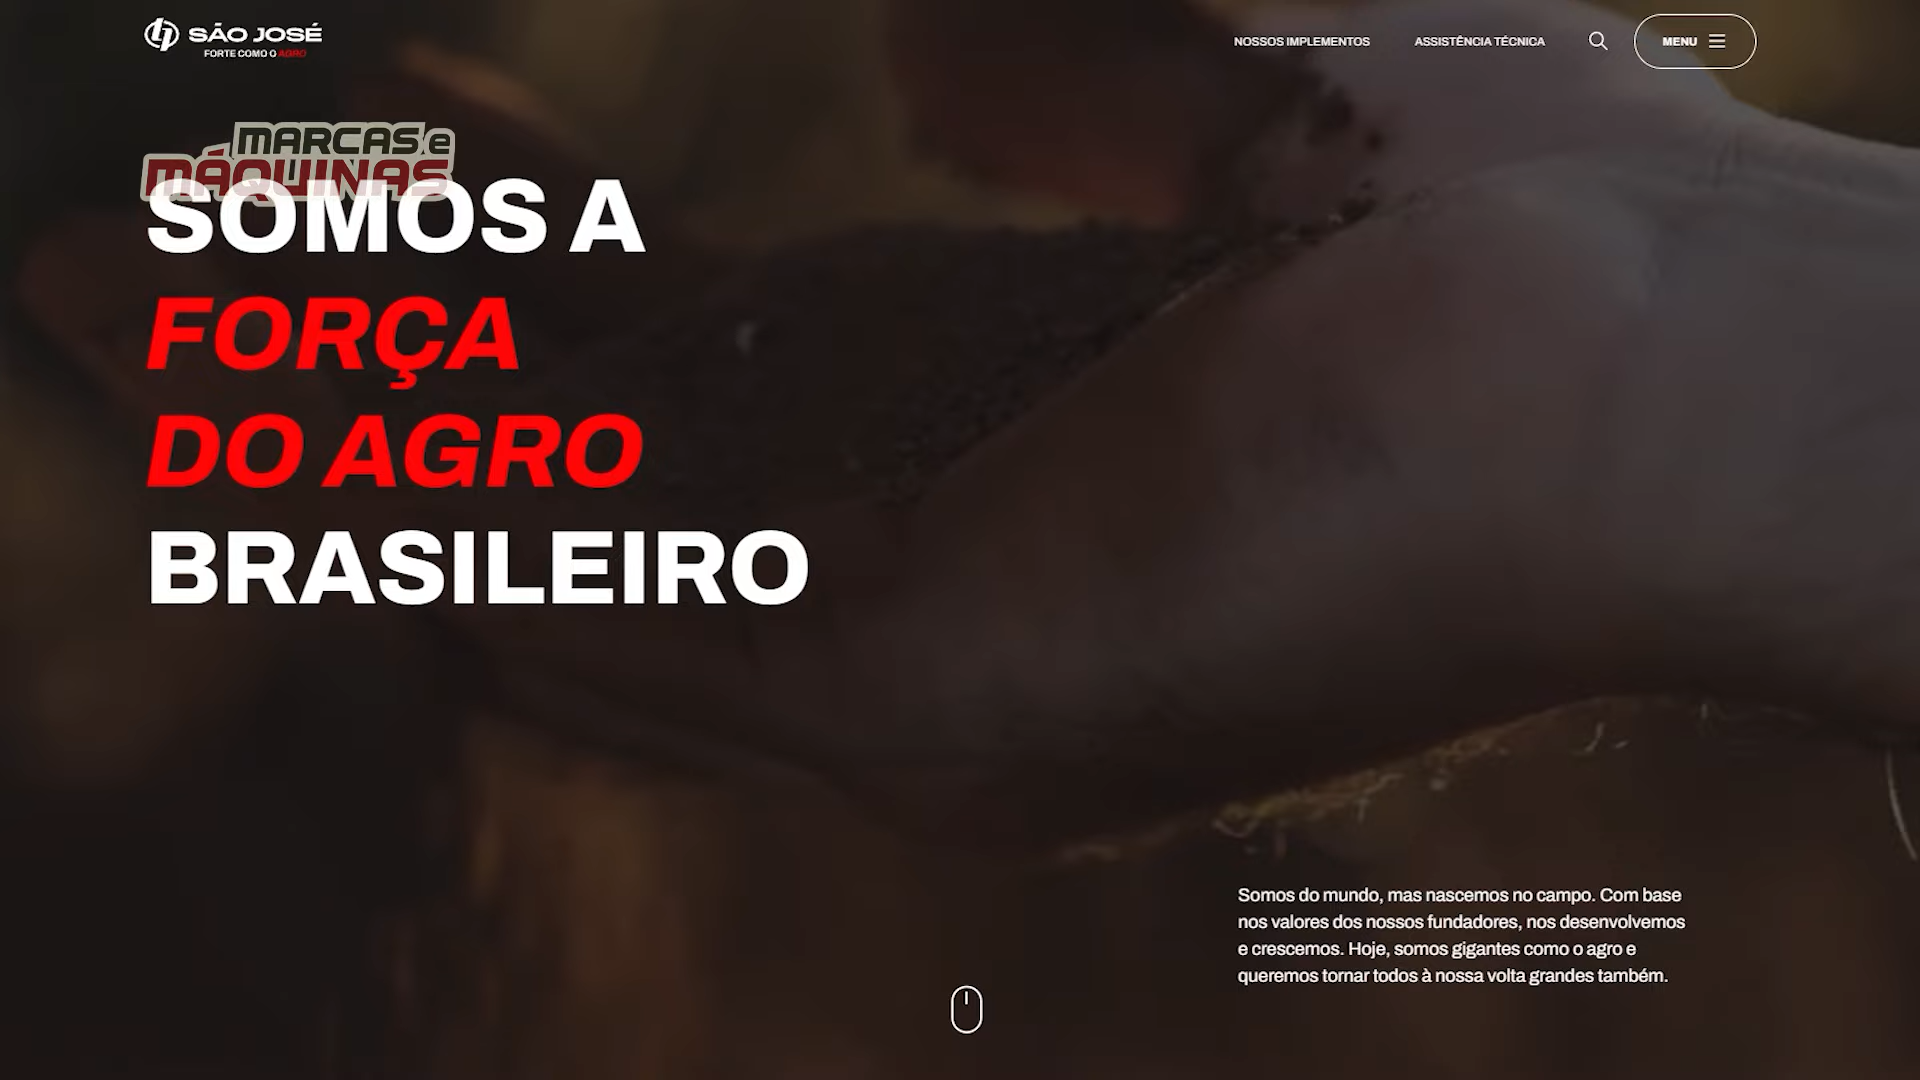 SÃO JOSÉ
FORTE COMO O AGRO
NOSSOS IMPLEMENTOS
ASSISTÊNCIA TÉCNICA
MENU
MARCAS e
MÁQUINAS
SOMOS A
FORÇA
DO AGRO
BRASILEIRO
Somos do mundo, mas nascemos no campo. Com base
nos valores dos nossos fundadores, nos desenvolvemos
e crescemos. Hoje, somos gigantes como o agro e
queremos tornar todos à nossa volta grandes também.